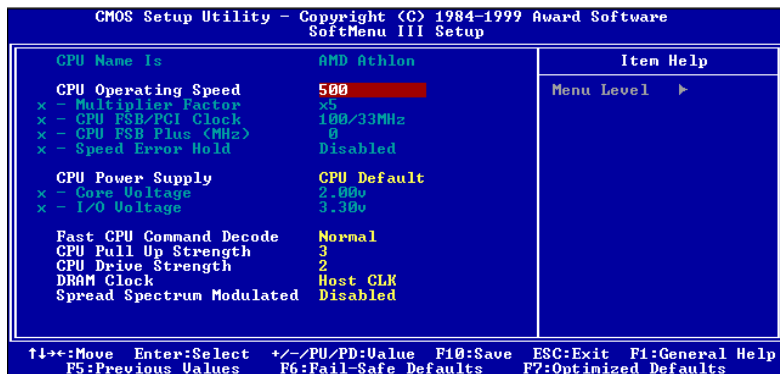 CMOS Setup Utility - Copyright (C) 1984-1999 Award Software
SoftMenu III Setup
CPU Name Is AMD Athlon
CPU Operating Speed 500
x - Multiplier Factor x5
x - CPU FSB/PCI Clock 100/33MHz
x - CPU FSB Plus (MHz) 0
x - Speed Error Hold Disabled
CPU Power Supply CPU Default
x - Core Voltage 2.00v
x - I/O Voltage 3.30v
Fast CPU Command Decode Normal
CPU Pull Up Strength 3
CPU Drive Strength 2
DRAM Clock Host CLK
Spread Spectrum Modulated Disabled
Item Help
Menu Level ▶
↑↓→←:Move Enter:Select +/-/PU/PD:Value F10:Save ESC:Exit F1:General Help
F5:Previous Values F6:Fail-Safe Defaults F7:Optimized Defaults